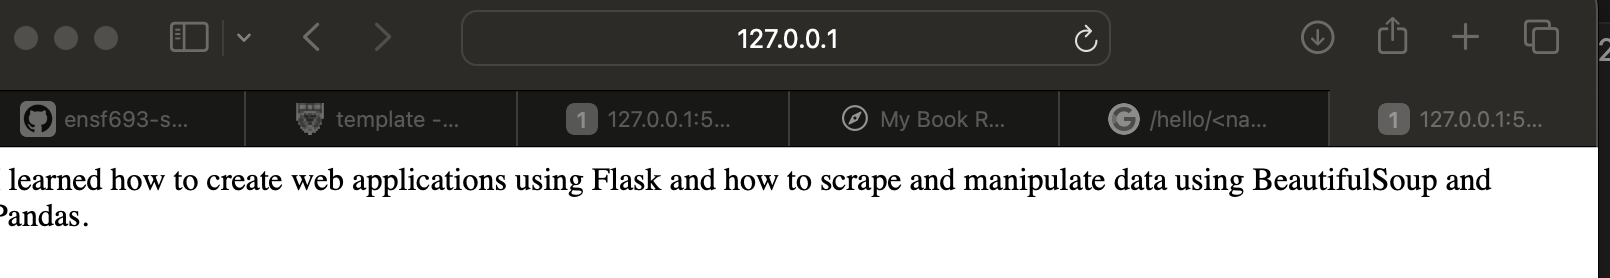 127.0.0.1
2
ensf693-s...
template -...
1 127.0.0.1:5...
My Book R...
/hello/<na...
1 127.0.0.1:5...
learned how to create web applications using Flask and how to scrape and manipulate data using BeautifulSoup and
Pandas.